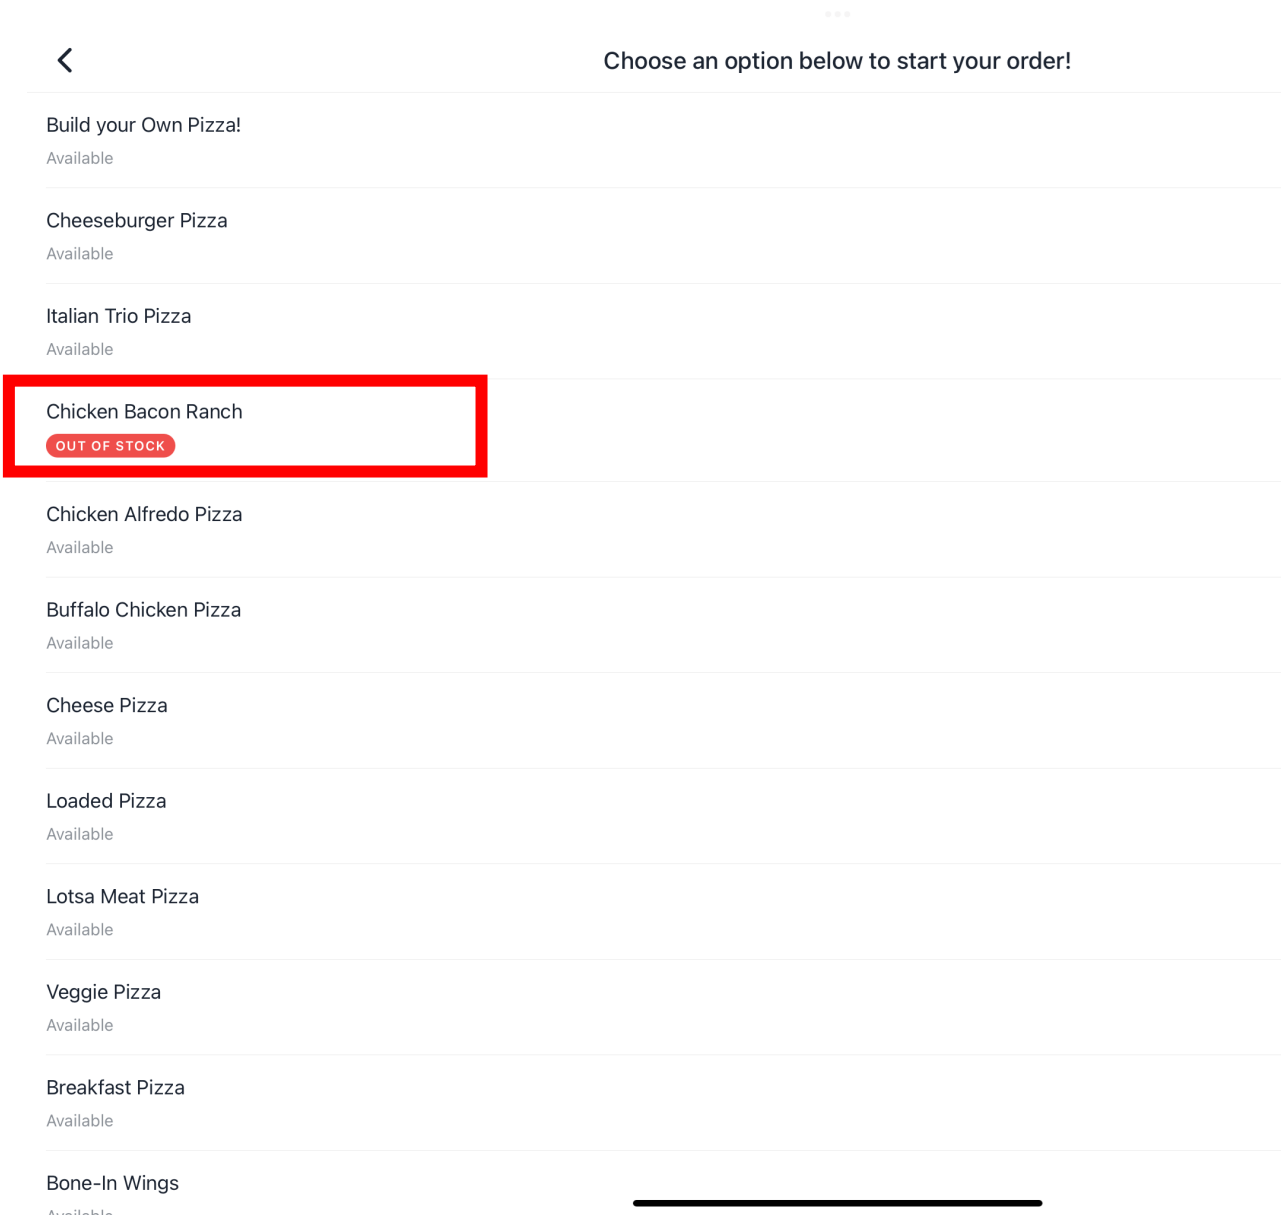 Choose an option below to start your order!
Build your Own Pizza!
Available
Cheeseburger Pizza
Available
Italian Trio Pizza
Available
Chicken Bacon Ranch
OUT OF STOCK
Chicken Alfredo Pizza
Available
Buffalo Chicken Pizza
Available
Cheese Pizza
Available
Loaded Pizza
Available
Lotsa Meat Pizza
Available
Veggie Pizza
Available
Breakfast Pizza
Available
Bone-In Wings
Available